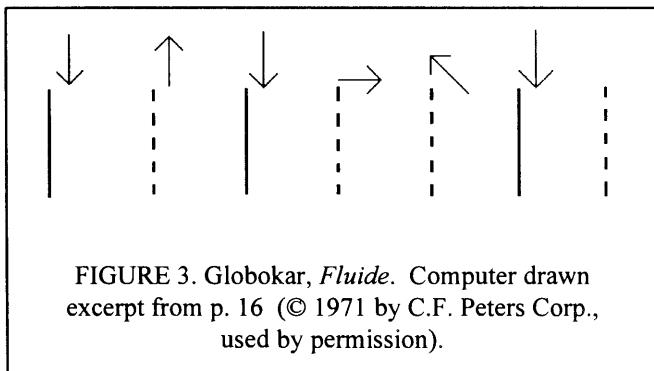 FIGURE 3. Globokar, Fluide. Computer drawn
excerpt from p. 16 (© 1971 by C.F. Peters Corp.,
used by permission).